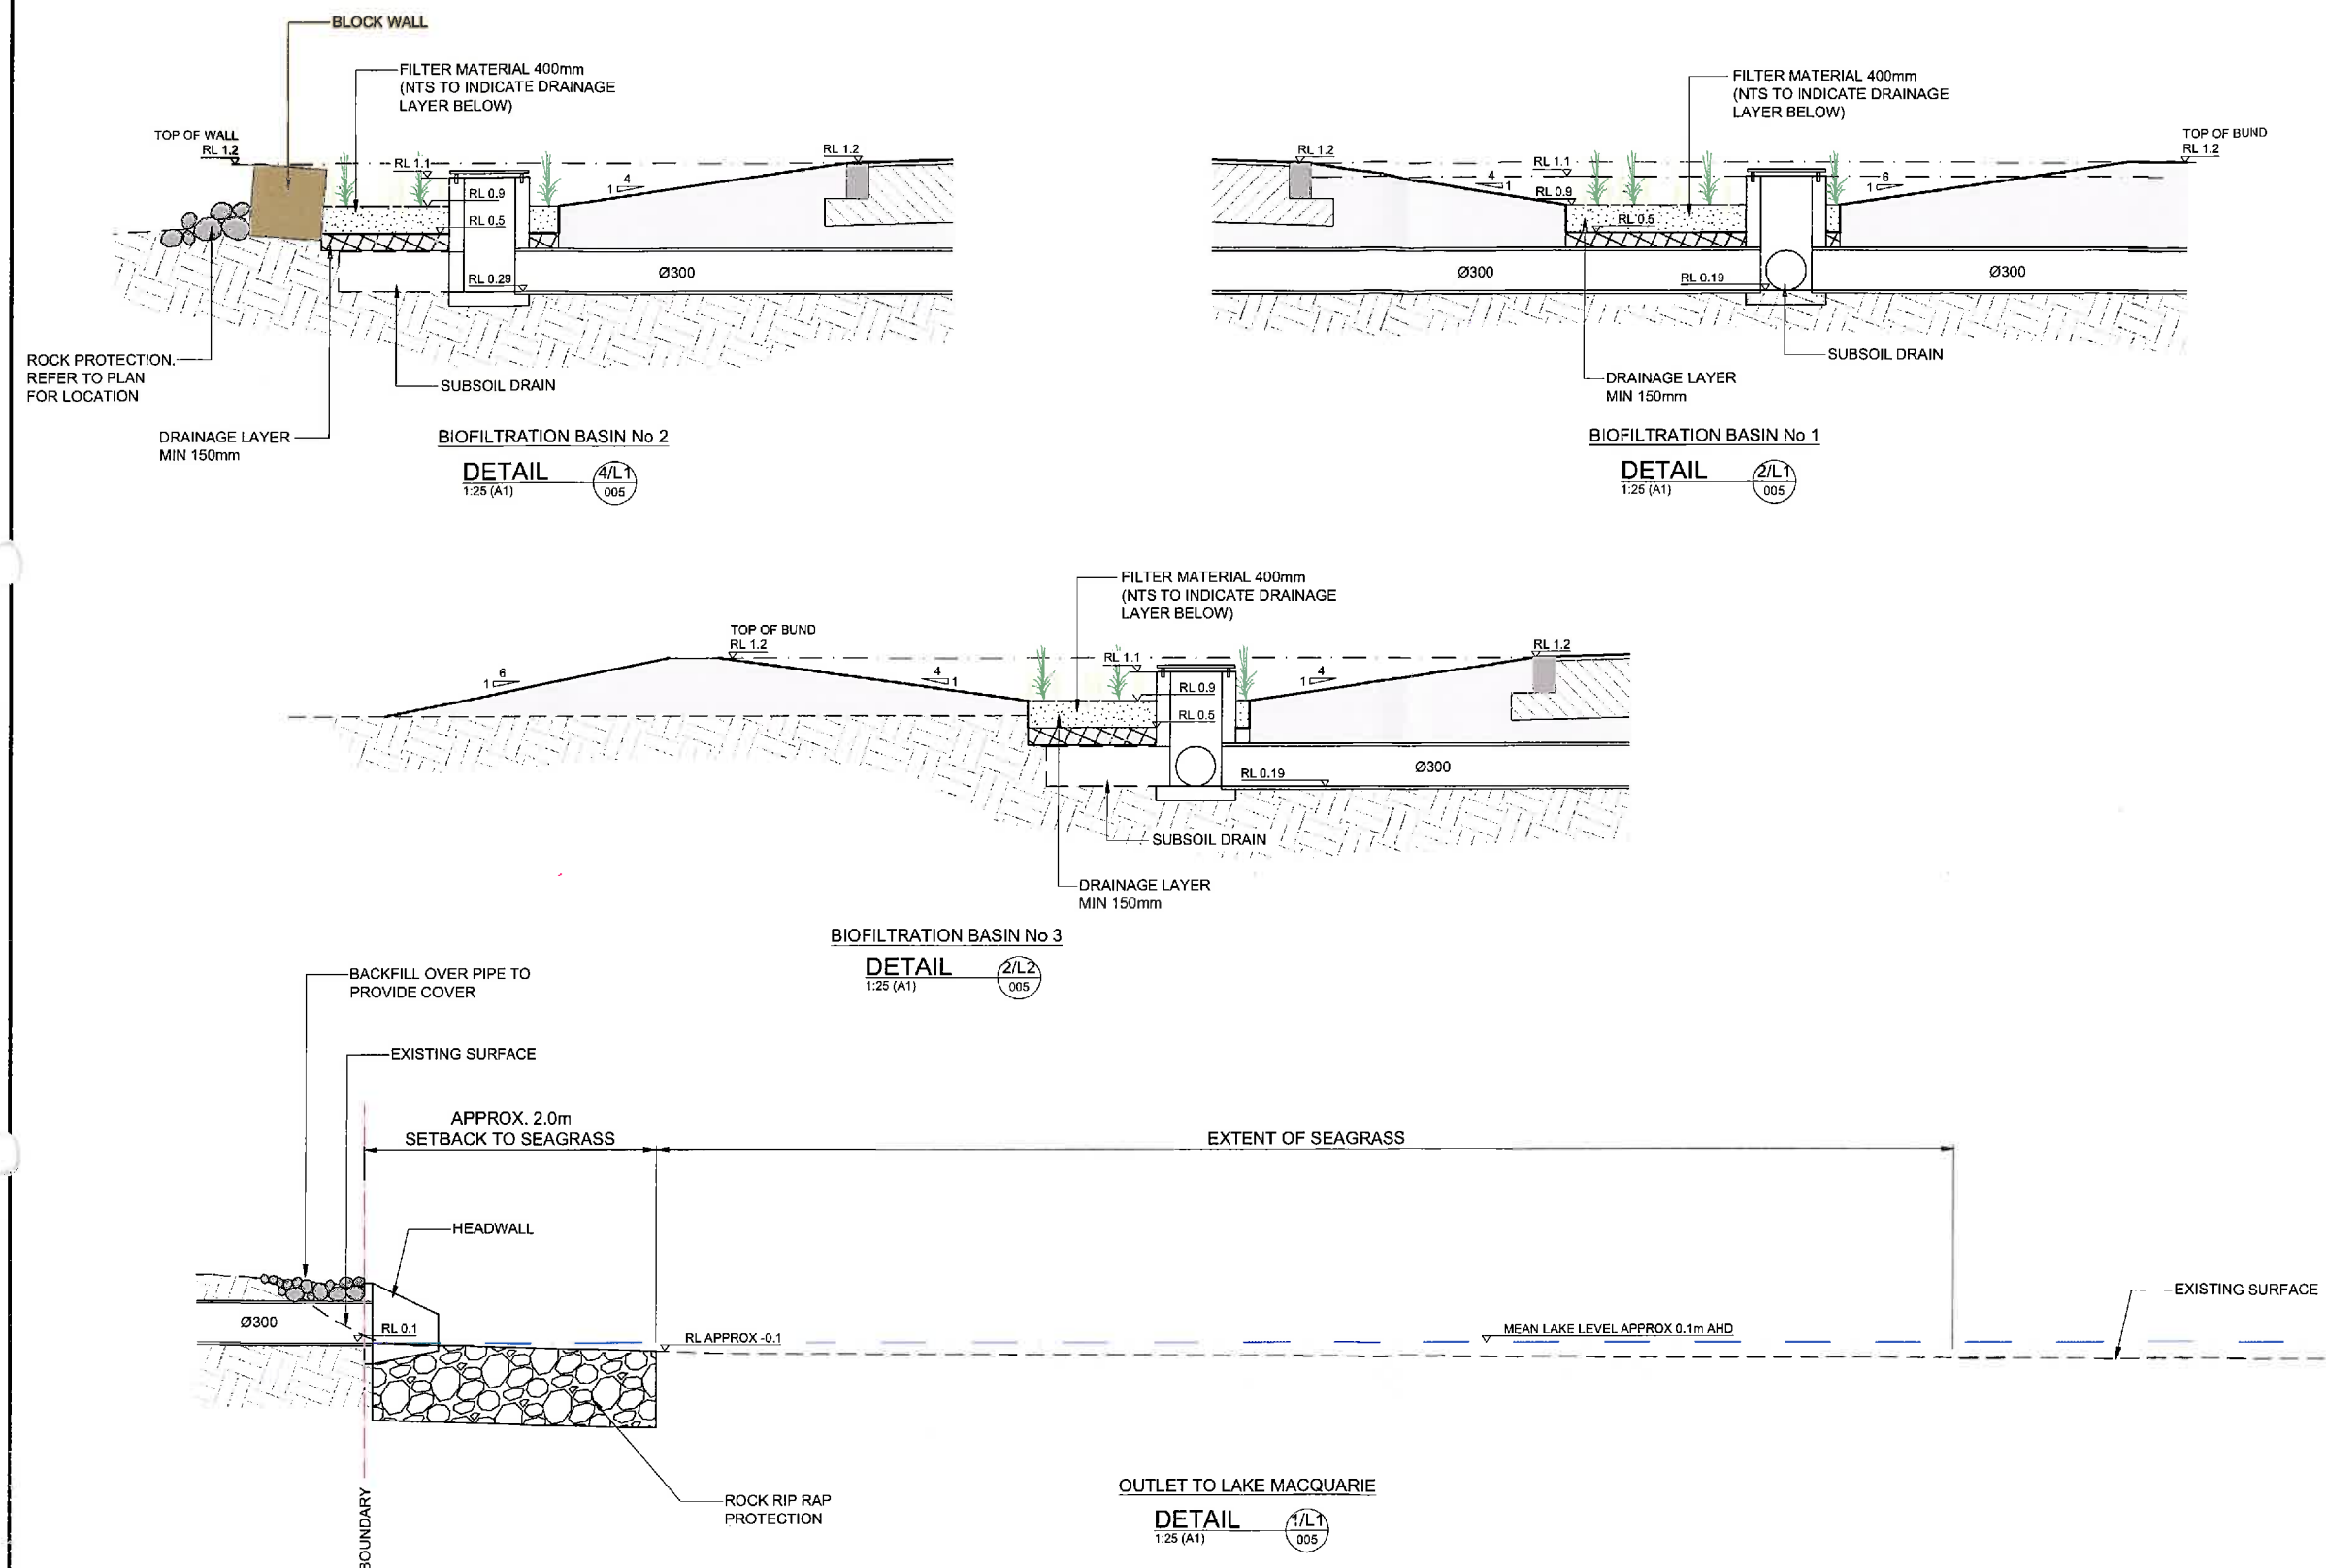 BLOCK WALL
FILTER MATERIAL 400mm
(NTS TO INDICATE DRAINAGE
LAYER BELOW)
TOP OF WALL
RL 1.2
RL 1.1
RL 1.2
4
1
RL 0.9
RL 0.5
Ø300
RL 0.29
ROCK PROTECTION.
REFER TO PLAN
FOR LOCATION
SUBSOIL DRAIN
DRAINAGE LAYER
MIN 150mm
BIOFILTRATION BASIN No 2
DETAIL
1:25 (A1)
4/L1
005
FILTER MATERIAL 400mm
(NTS TO INDICATE DRAINAGE
LAYER BELOW)
TOP OF BUND
RL 1.2
RL 1.2
RL 1.1
4
1
RL 0.9
6
1
RL 0.5
Ø300
RL 0.19
Ø300
SUBSOIL DRAIN
DRAINAGE LAYER
MIN 150mm
BIOFILTRATION BASIN No 1
DETAIL
1:25 (A1)
2/L1
005
FILTER MATERIAL 400mm
(NTS TO INDICATE DRAINAGE
LAYER BELOW)
TOP OF BUND
RL 1.2
RL 1.1
RL 1.2
6
1
4
1
4
1
RL 0.9
RL 0.5
RL 0.19
Ø300
SUBSOIL DRAIN
DRAINAGE LAYER
MIN 150mm
BIOFILTRATION BASIN No 3
DETAIL
1:25 (A1)
2/L2
005
BACKFILL OVER PIPE TO
PROVIDE COVER
EXISTING SURFACE
APPROX. 2.0m
SETBACK TO SEAGRASS
EXTENT OF SEAGRASS
HEADWALL
EXISTING SURFACE
Ø300
RL 0.1
RL APPROX -0.1
MEAN LAKE LEVEL APPROX 0.1m AHD
ROCK RIP RAP
PROTECTION
BOUNDARY
OUTLET TO LAKE MACQUARIE
DETAIL
1:25 (A1)
1/L1
005